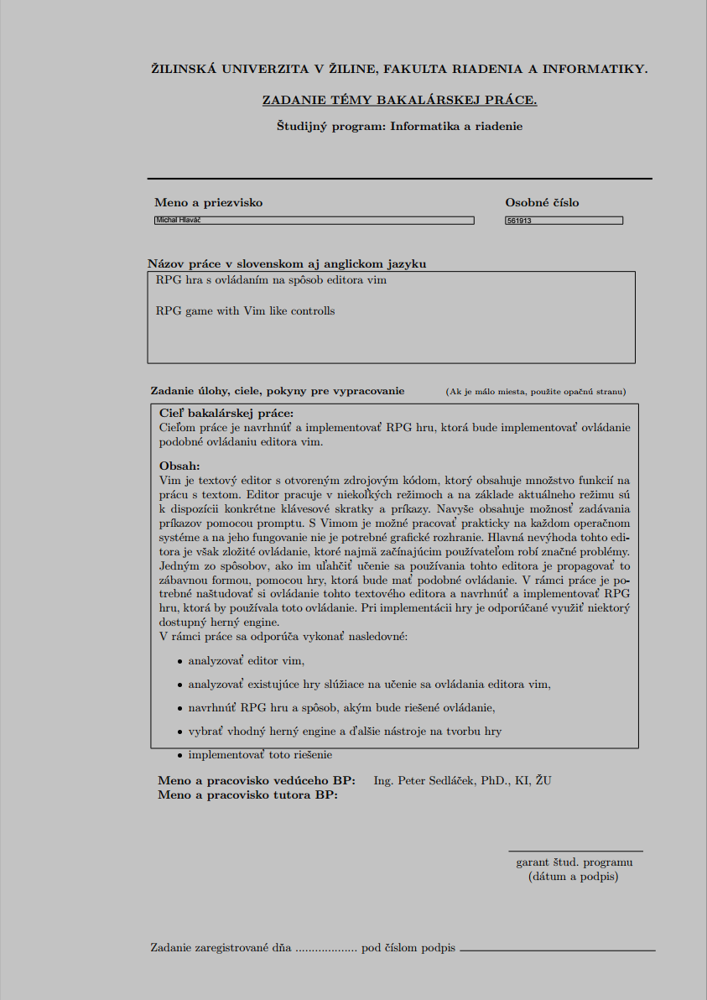 ŽILINSKÁ UNIVERZITA V ŽILINE, FAKULTA RIADENIA A INFORMATIKY.
ZADANIE TÉMY BAKALÁRSKEJ PRÁCE.
Študijný program: Informatika a riadenie
Meno a priezvisko Osobné číslo
Michal Hlaváč 561913
Názov práce v slovenskom aj anglickom jazyku
RPG hra s ovládaním na spôsob editora vim
RPG game with Vim like controlls
Zadanie úlohy, ciele, pokyny pre vypracovanie (Ak je málo miesta, použite opačnú stranu)
Cieľ bakalárskej práce:
Cieľom práce je navrhnúť a implementovať RPG hru, ktorá bude implementovať ovládanie
podobné ovládaniu editora vim.
Obsah:
Vim je textový editor s otvoreným zdrojovým kódom, ktorý obsahuje množstvo funkcií na
prácu s textom. Editor pracuje v niekoľkých režimoch a na základe aktuálneho režimu sú
k dispozícii konkrétne klávesové skratky a príkazy. Navyše obsahuje možnosť zadávania
príkazov pomocou promptu. S Vimom je možné pracovať prakticky na každom operačnom
systéme a na jeho fungovanie nie je potrebné grafické rozhranie. Hlavná nevýhoda tohto edi-
tora je však zložité ovládanie, ktoré najmä začínajúcim používateľom robí značné problémy.
Jedným zo spôsobov, ako im uľahčiť učenie sa používania tohto editora je propagovať to
zábavnou formou, pomocou hry, ktorá bude mať podobné ovládanie. V rámci práce je po-
trebné naštudovať si ovládanie tohto textového editora a navrhnúť a implementovať RPG
hru, ktorá by používala toto ovládanie. Pri implementácii hry je odporúčané využiť niektorý
dostupný herný engine.
V rámci práce sa odporúča vykonať nasledovné:
• analyzovať editor vim,
• analyzovať existujúce hry slúžiace na učenie sa ovládania editora vim,
• navrhnúť RPG hru a spôsob, akým bude riešené ovládanie,
• vybrať vhodný herný engine a ďalšie nástroje na tvorbu hry
• implementovať toto riešenie
Meno a pracovisko vedúceho BP: Ing. Peter Sedláček, PhD., KI, ŽU
Meno a pracovisko tutora BP:
garant štud. programu
(dátum a podpis)
Zadanie zaregistrované dňa ................... pod číslom podpis